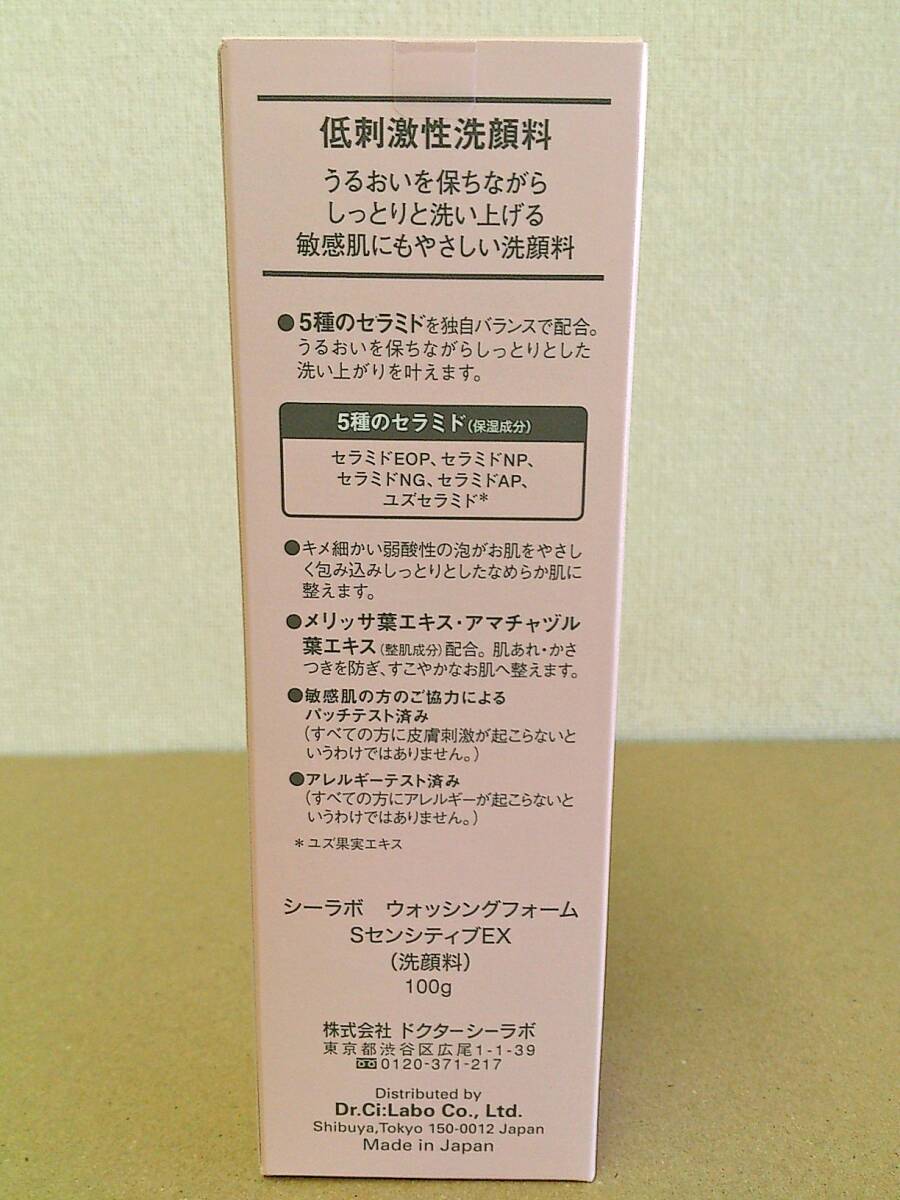 低刺激性洗顔料
うるおいを保ちながら
しっとりと洗い上げる
敏感肌にもやさしい洗顔料
●5種のセラミドを独自バランスで配合。
うるおいを保ちながらしっとりとした
洗い上がりを叶えます。
5種のセラミド(保湿成分)
セラミドEOP、セラミドNP、
セラミドNG、セラミドAP、
ユズセラミド*
●キメ細かい弱酸性の泡がお肌をやさし
く包み込みしっとりとしたなめらか肌に
整えます。
●メリッサ葉エキス・アマチャヅル
葉エキス(整肌成分)配合。肌あれ・かさ
つきを防ぎ、すこやかなお肌へ整えます。
●敏感肌の方のご協力による
パッチテスト済み
(すべての方に皮膚刺激が起こらないと
いうわけではありません。)
●アレルギーテスト済み
(すべての方にアレルギーが起こらないと
いうわけではありません。)
*ユズ果実エキス
シーラボ ウォッシングフォーム
SセンシティブEX
(洗顔料)
100g
株式会社 ドクターシーラボ
東京都渋谷区広尾1-1-39
0120-371-217
Distributed by
Dr.Ci:Labo Co., Ltd.
Shibuya,Tokyo 150-0012 Japan
Made in Japan